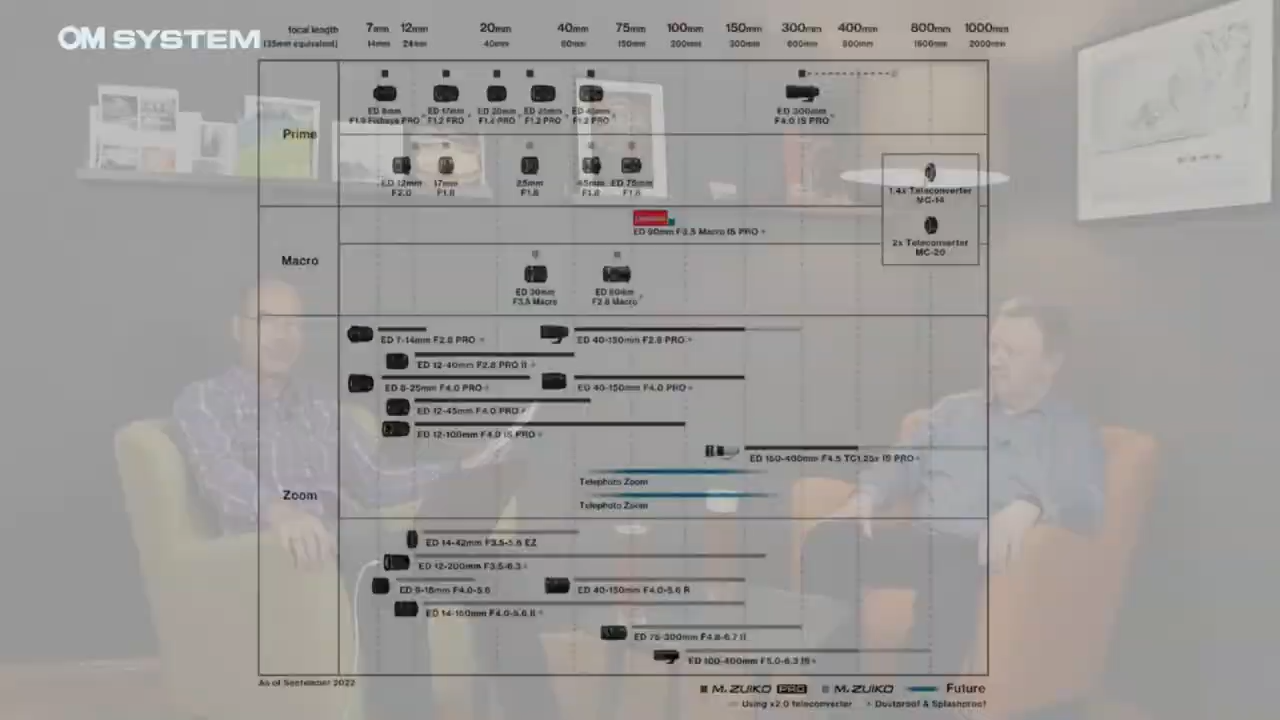 OM SYSTEM
focal length 7mm 12mm 20mm 40mm 75mm 100mm 150mm 300mm 400mm 800mm 1000mm
(35mm equivalent) 14mm 24mm 40mm 80mm 150mm 200mm 300mm 600mm 800mm 1600mm 2000mm
Prime
ED 8mm
F1.8 Fisheye PRO
ED 17mm
F1.2 PRO
ED 20mm
F1.4 PRO
ED 25mm
F1.2 PRO
ED 45mm
F1.2 PRO
ED 300mm
F4.0 IS PRO
ED 12mm
F2.0
17mm
F1.8
25mm
F1.8
45mm
F1.8
ED 75mm
F1.8
1.4x Teleconverter
MC-14
2x Teleconverter
MC-20
Macro
ED 90mm F3.5 Macro IS PRO
ED 30mm
F3.5 Macro
ED 60mm
F2.8 Macro
Zoom
ED 7-14mm F2.8 PRO
ED 40-150mm F2.8 PRO
ED 12-40mm F2.8 PRO II
ED 8-25mm F4.0 PRO
ED 40-150mm F4.0 PRO
ED 12-45mm F4.0 PRO
ED 12-100mm F4.0 IS PRO
ED 150-400mm F4.5 TC1.25x IS PRO
Telephoto Zoom
Telephoto Zoom
ED 14-42mm F3.5-5.6 EZ
ED 12-200mm F3.5-6.3
ED 9-18mm F4.0-5.6
ED 40-150mm F4.0-5.6 R
ED 14-150mm F4.0-5.6 II
ED 75-300mm F4.8-6.7 II
ED 100-400mm F5.0-6.3 IS
As of September 2022
M.ZUIKO PRO M.ZUIKO Future
Using x2.0 teleconverter * Dustproof & Splashproof